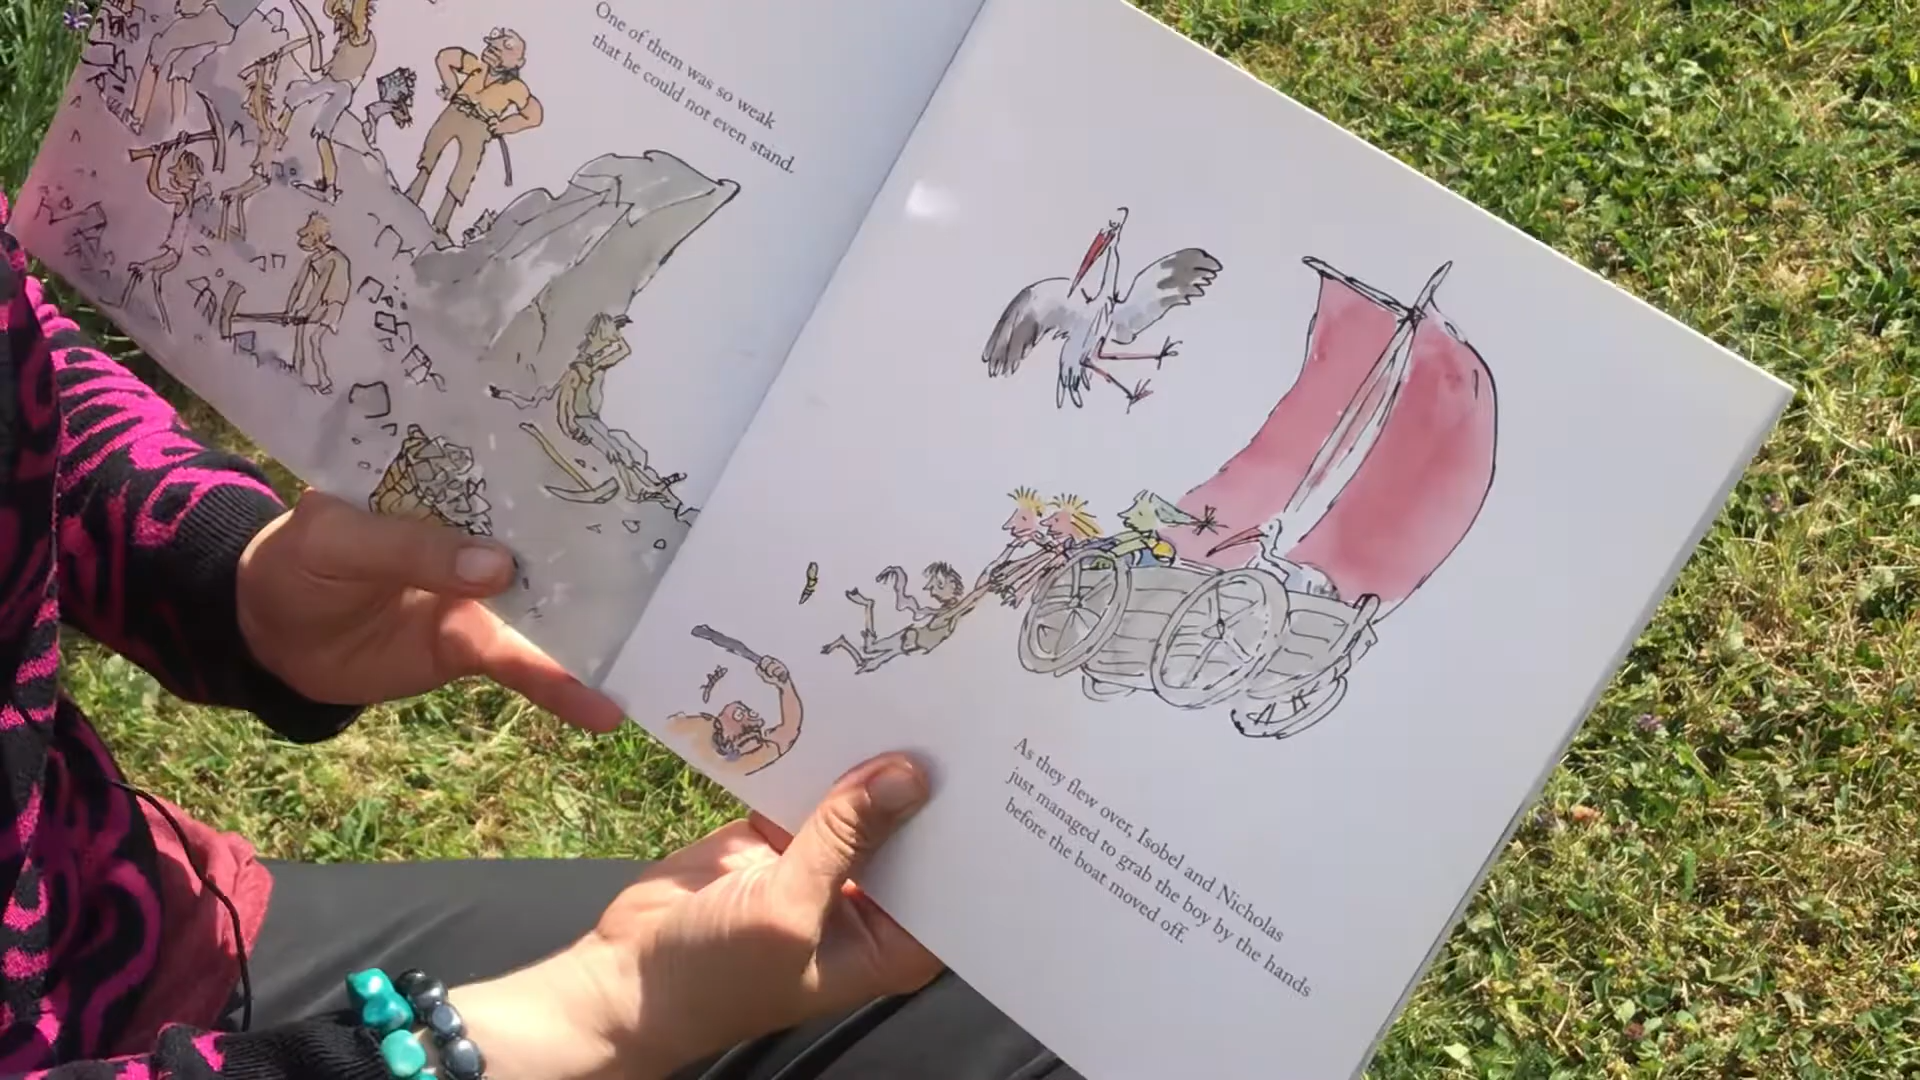 One of them was so weak
that he could not even stand.
As they flew over, Isobel and Nicholas
just managed to grab the boy by the hands
before the boat moved off.